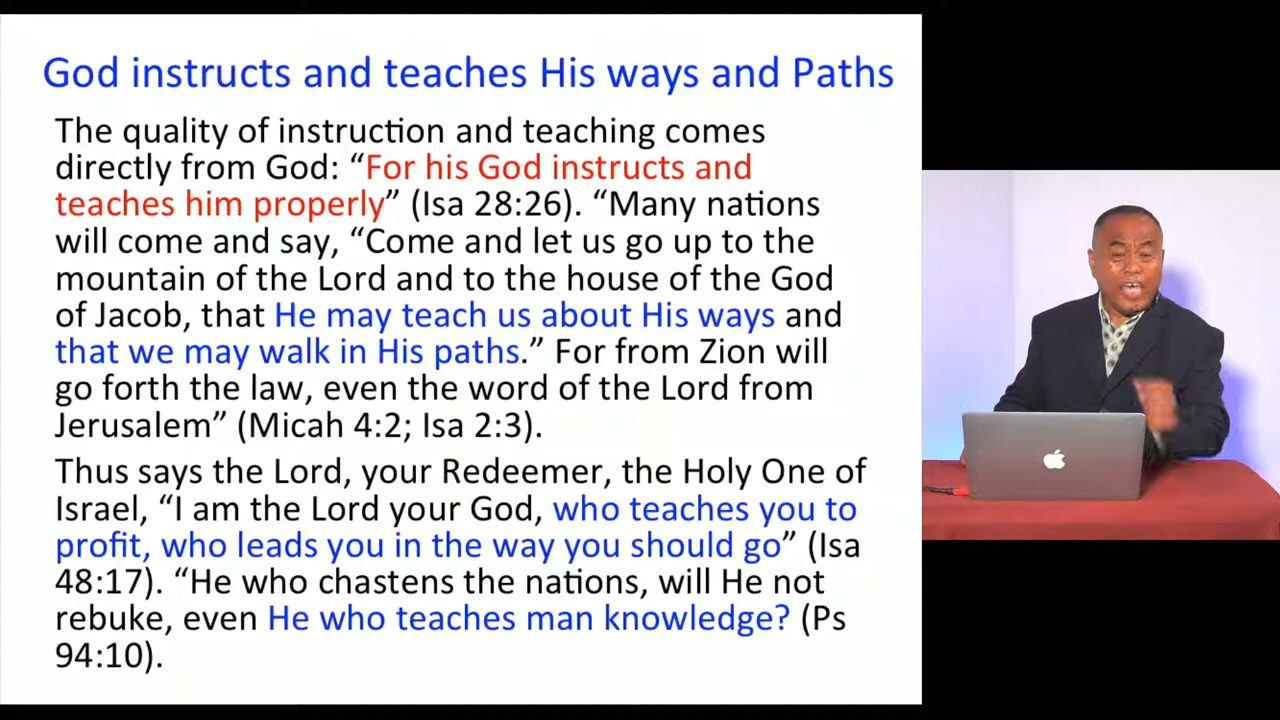 God instructs and teaches His ways and Paths
The quality of instruction and teaching comes
directly from God: “For his God instructs and
teaches him properly” (Isa 28:26). “Many nations
will come and say, “Come and let us go up to the
mountain of the Lord and to the house of the God
of Jacob, that He may teach us about His ways and
that we may walk in His paths.” For from Zion will
go forth the law, even the word of the Lord from
Jerusalem” (Micah 4:2; Isa 2:3).
Thus says the Lord, your Redeemer, the Holy One of
Israel, “I am the Lord your God, who teaches you to
profit, who leads you in the way you should go” (Isa
48:17). “He who chastens the nations, will He not
rebuke, even He who teaches man knowledge? (Ps
94:10).